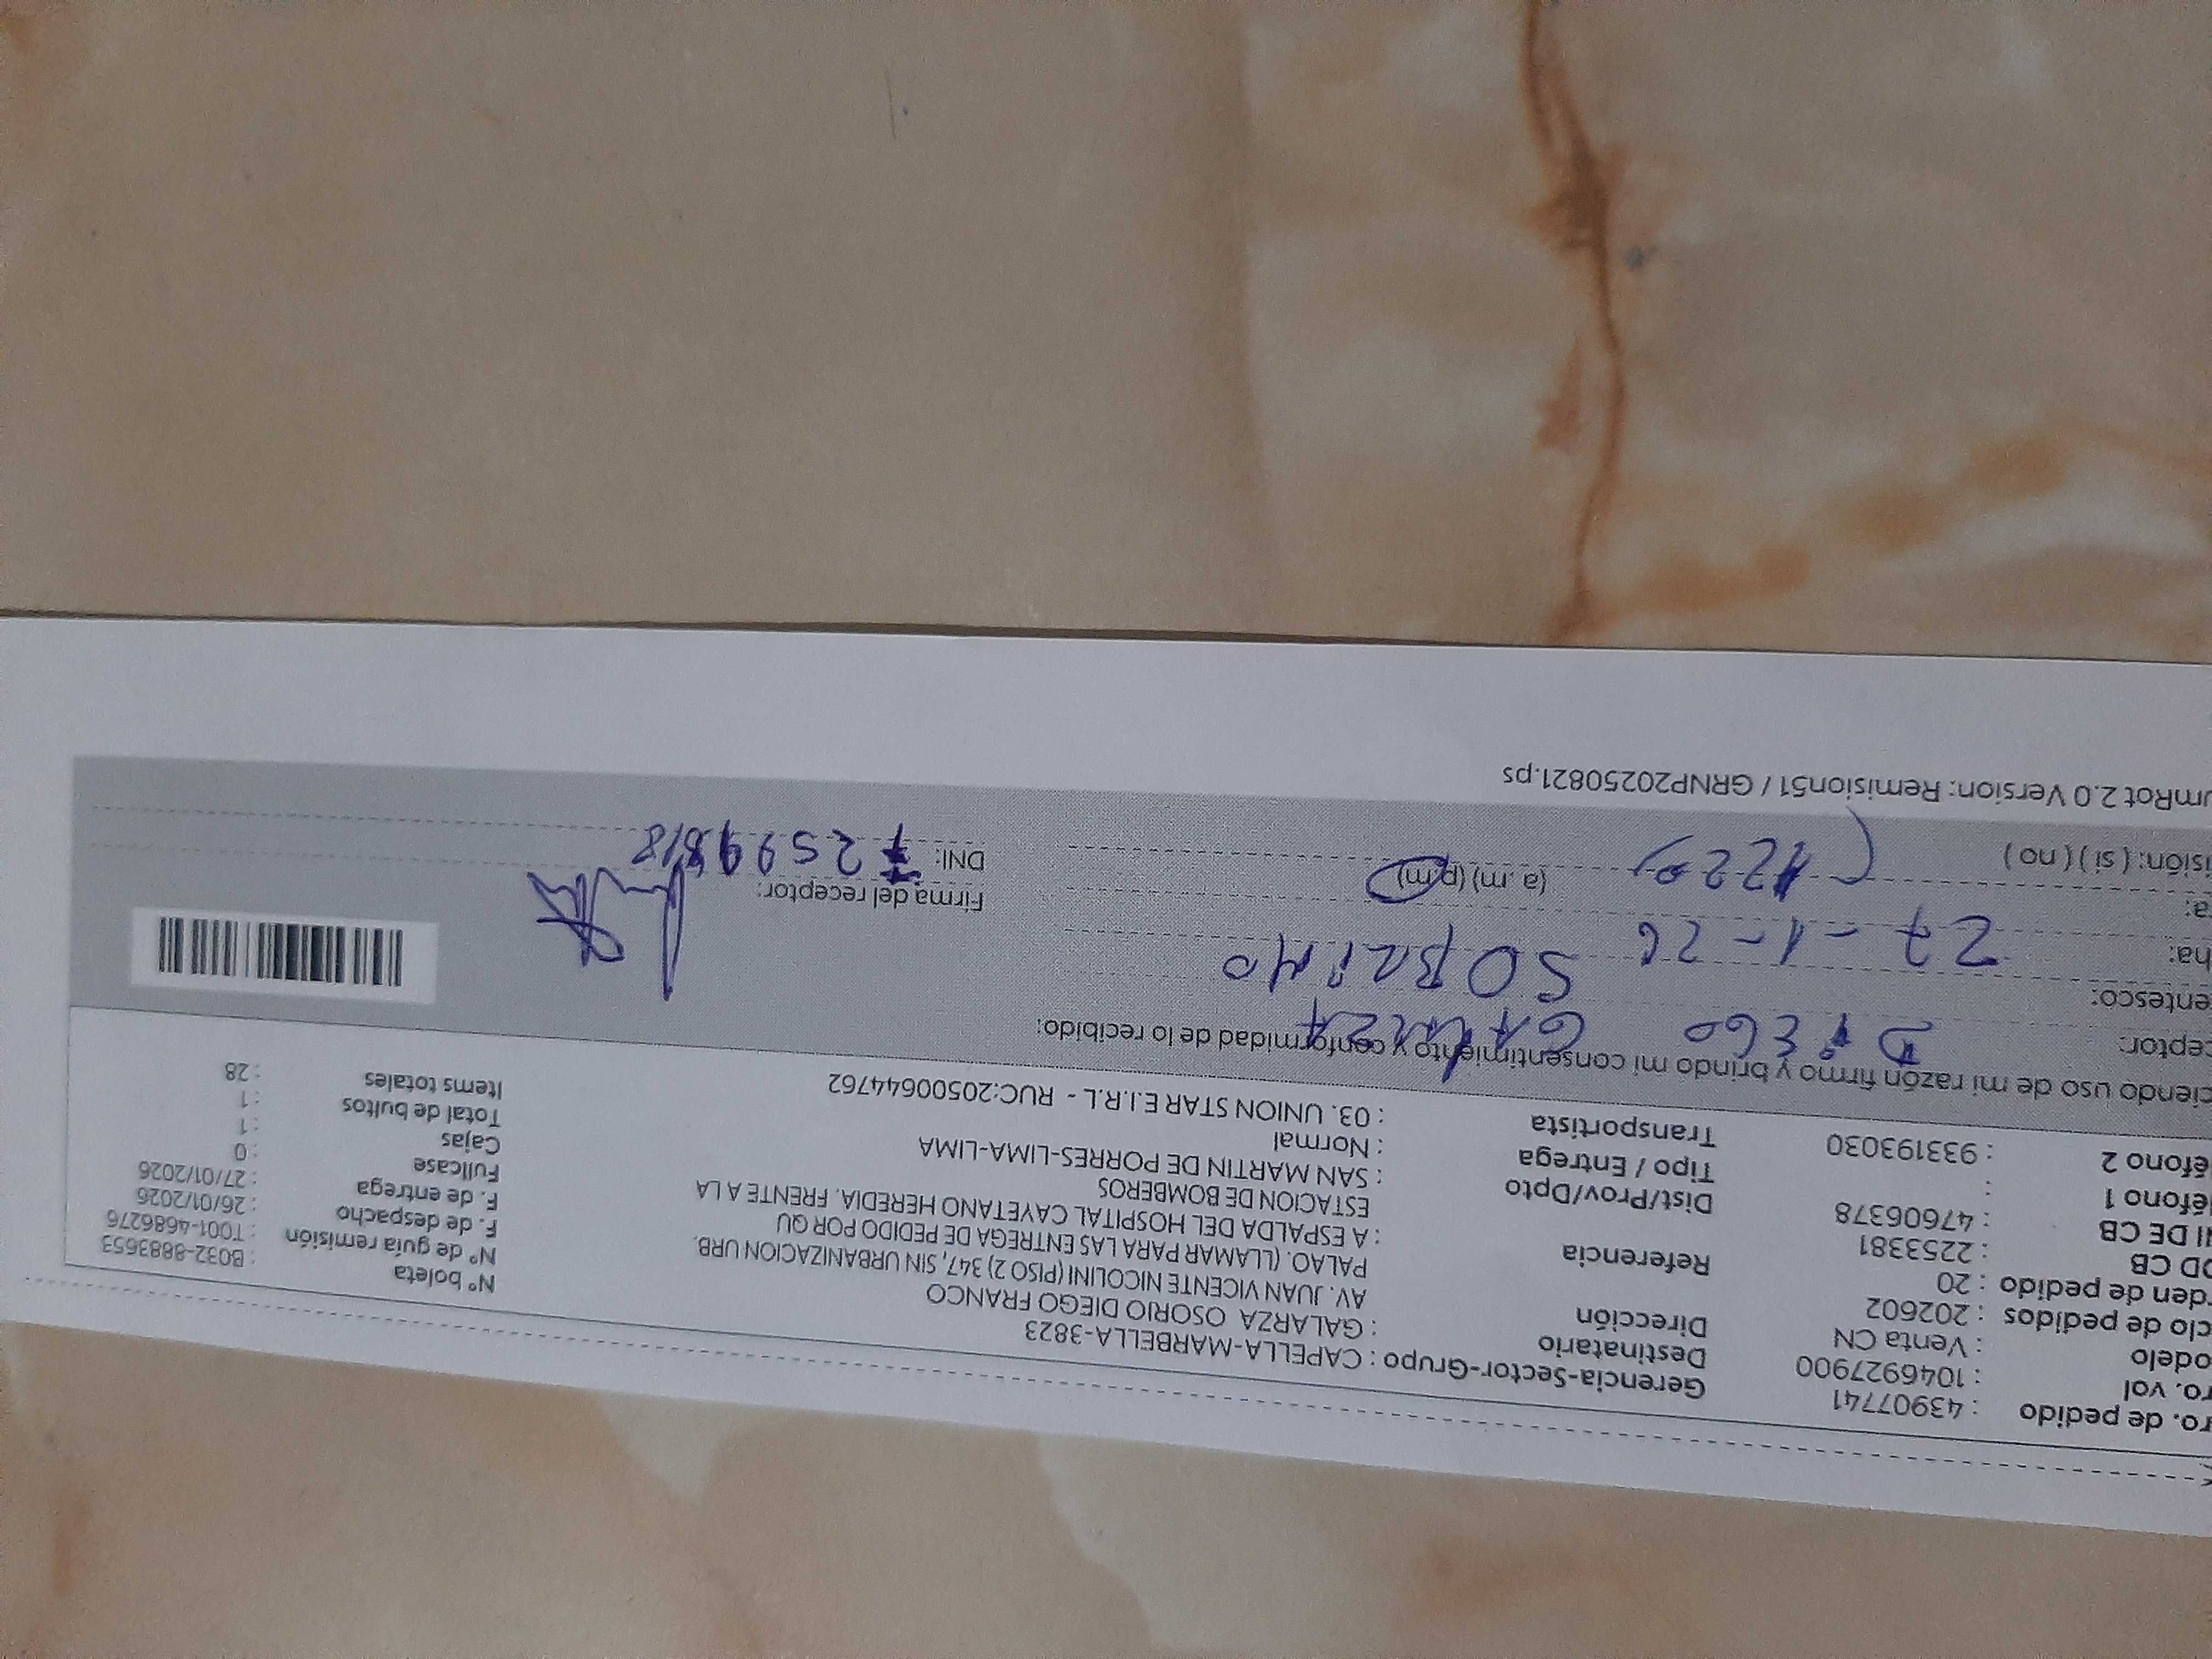 ro. de pedido : 43907741
ro. vol : 1046927900
odelo : Venta CN
clo de pedidos : 202602
rden de pedido : 20
OD CB : 2253381
NI DE CB : 47606378
léfono 1 :
léfono 2 : 933193030
Gerencia-Sector-Grupo : CAPELLA-MARBELLA-3823
Destinatario : GALARZA OSORIO DIEGO FRANCO
Dirección AV. JUAN VICENTE NICOLINI (PISO 2) 347, SIN URBANIZACION URB.
PALAO. (LLAMAR PARA LAS ENTREGA DE PEDIDO POR QU
Referencia : A ESPALDA DEL HOSPITAL CAYETANO HEREDIA. FRENTE A LA
ESTACION DE BOMBEROS
Dist/Prov/Dpto : SAN MARTIN DE PORRES-LIMA-LIMA
Tipo / Entrega : Normal
Transportista : 03. UNION STAR E.I.R.L - RUC:20500644762
N° boleta : B032-8883653
N° de guía remisión : T001-4686276
F. de despacho : 26/01/2026
F. de entrega : 27/01/2026
Fullcase : 0
Cajas : 1
Total de bultos : 1
Items totales : 28
ciendo uso de mi razón firmo y brindo mi consentimiento y conformidad de lo recibido:
ceptor: DIEGO
entesco: SOBRINO
ha: 27-1-26
a: 1220 (a.m) (p.m)
isión: ( si ) ( no )
Firma del receptor:
DNI:
umRot 2.0 Version: Remision51 / GRNP20250821.ps